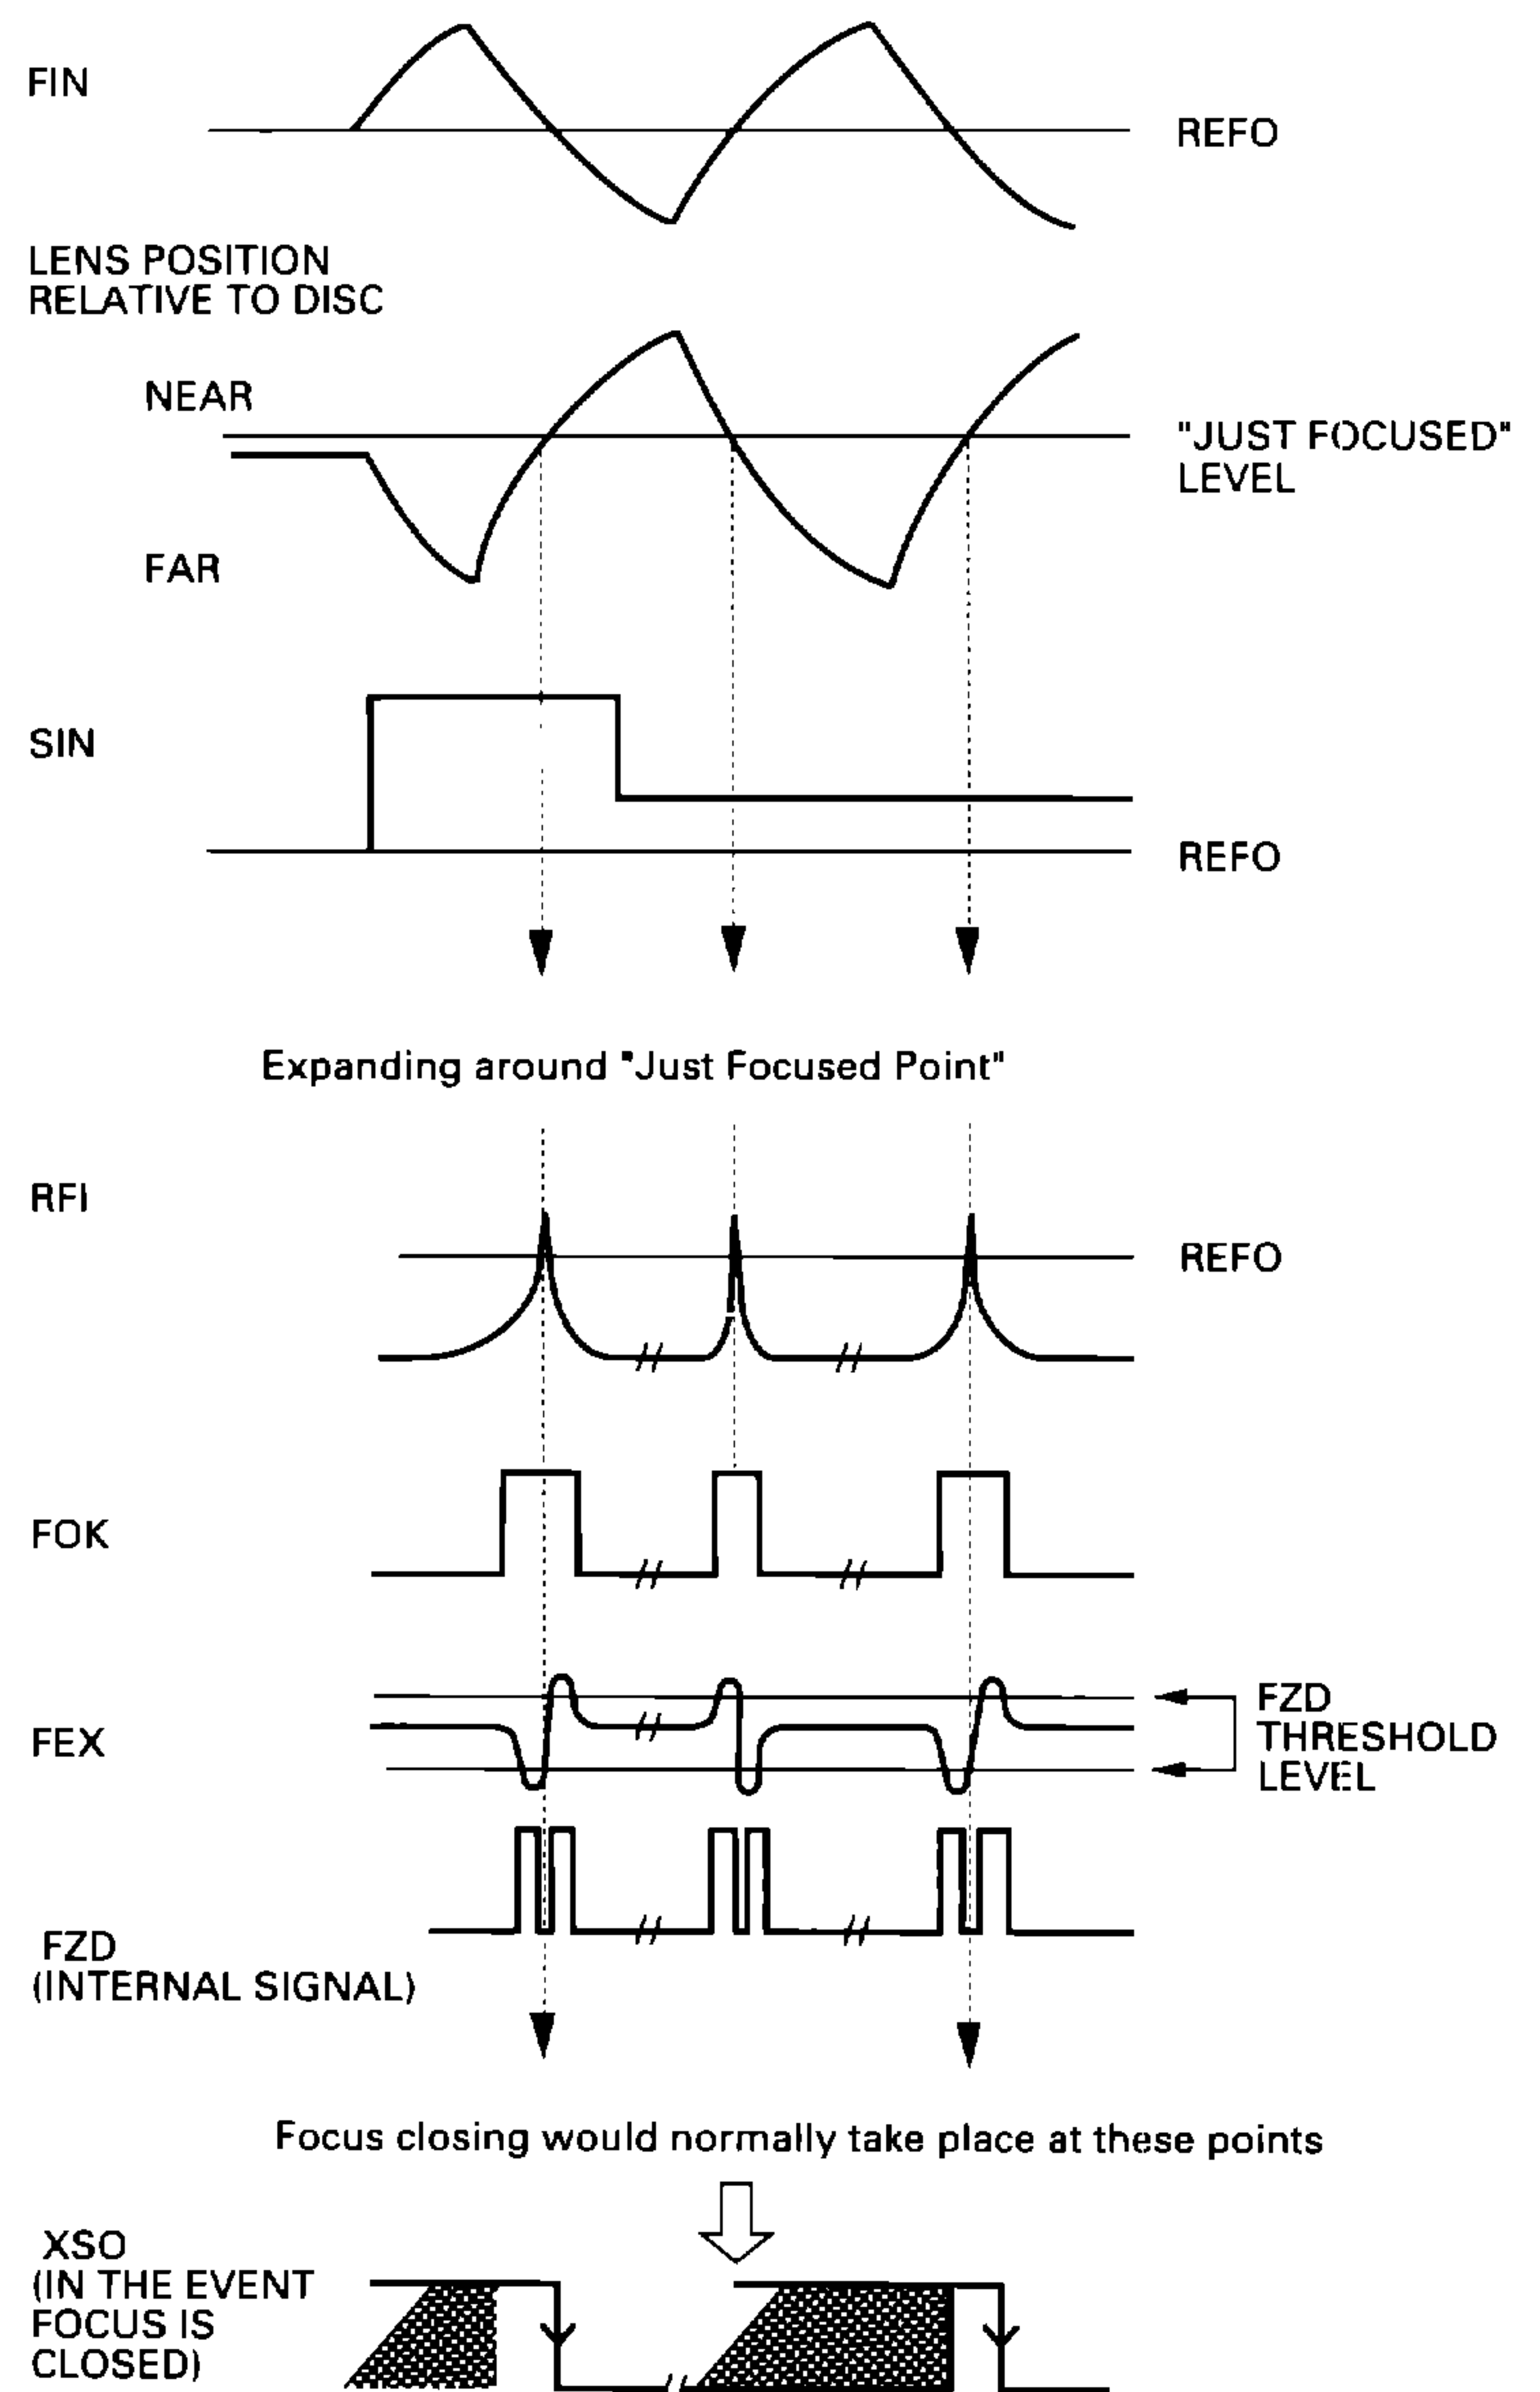 FIN
REFO
LENS POSITION
RELATIVE TO DISC
NEAR
"JUST FOCUSED"
LEVEL
FAR
SIN
REFO
Expanding around "Just Focused Point"
RFI
REFO
FOK
FZD
THRESHOLD
LEVEL
FEX
FZD
(INTERNAL SIGNAL)
Focus closing would normally take place at these points
XSO
(IN THE EVENT
FOCUS IS
CLOSED)